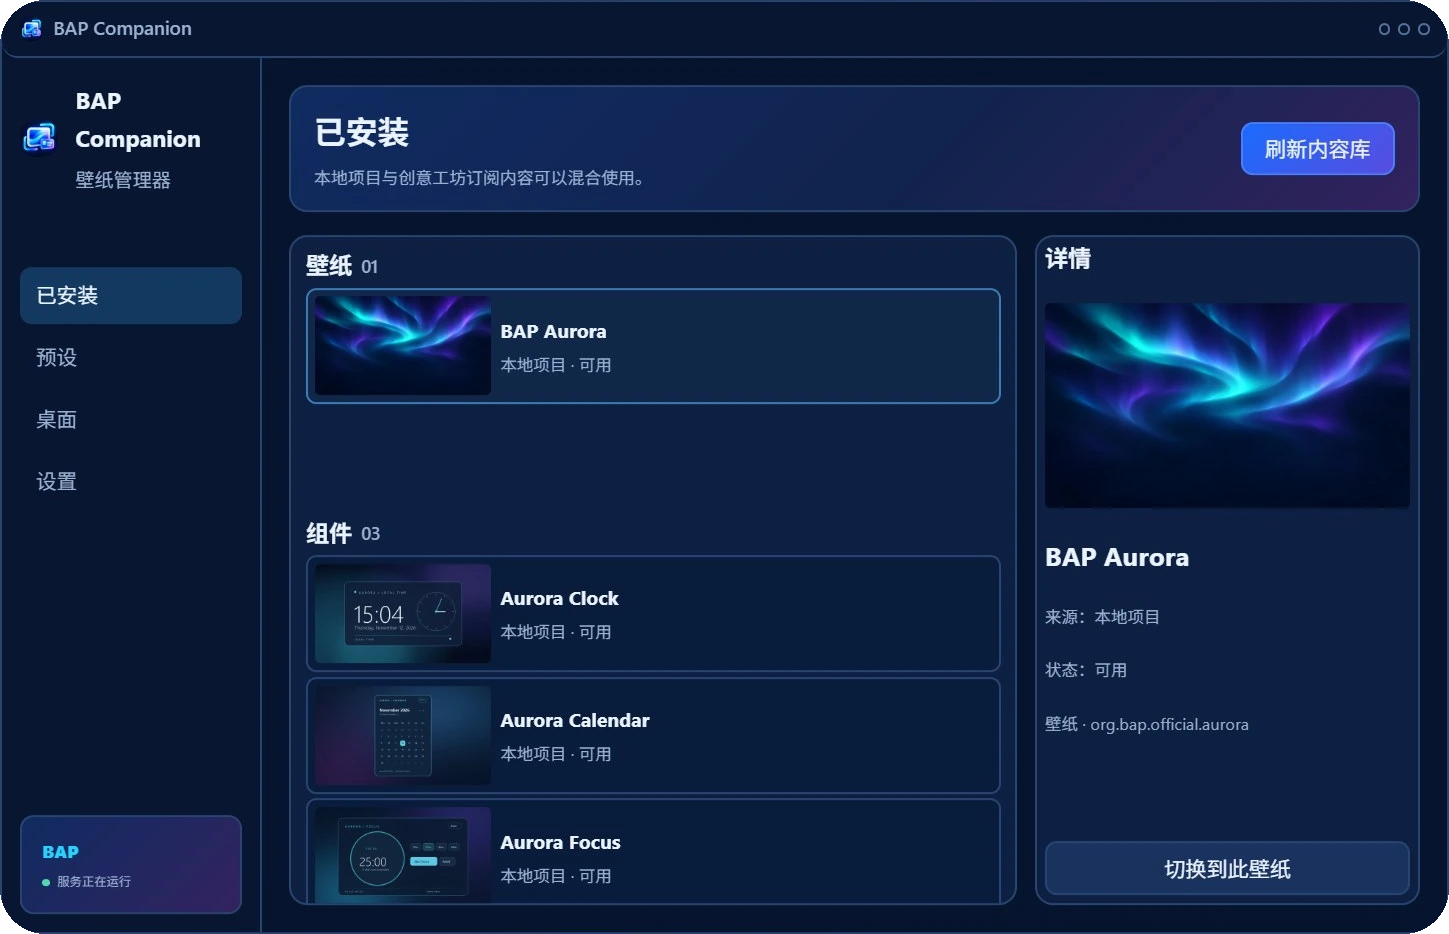 BAP Companion
BAP
Companion
壁纸管理器
已安装
预设
桌面
设置
BAP
服务正在运行
已安装
本地项目与创意工坊订阅内容可以混合使用。
刷新内容库
壁纸 01
BAP Aurora
本地项目 · 可用
组件 03
15:04
Aurora Clock
本地项目 · 可用
November 2026
Aurora Calendar
本地项目 · 可用
25:00
Aurora Focus
本地项目 · 可用
详情
BAP Aurora
来源：本地项目
状态：可用
壁纸 · org.bap.official.aurora
切换到此壁纸